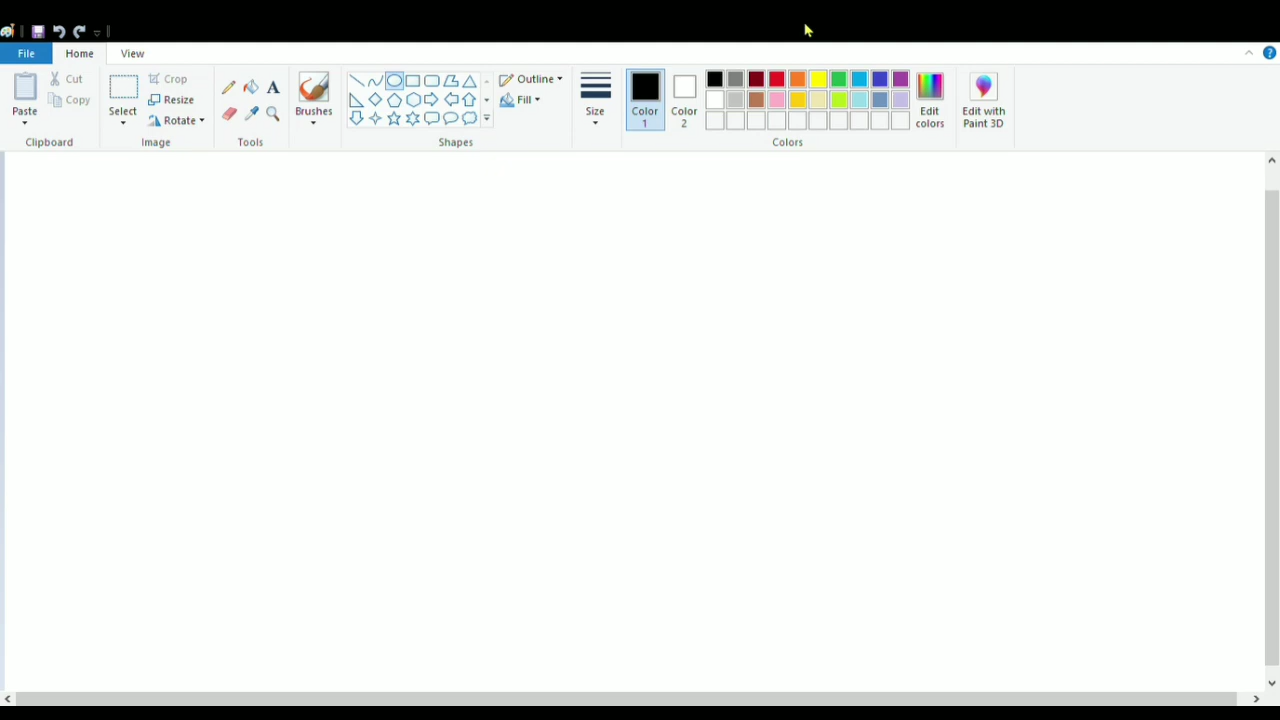 File Home View
Paste
Clipboard
Cut
Copy
Select
Crop
Resize
Rotate
Image
A
Tools
Brushes
Shapes
Outline
Fill
Size
Color
1
Color
2
Edit
colors
Colors
Edit with
Paint 3D
?